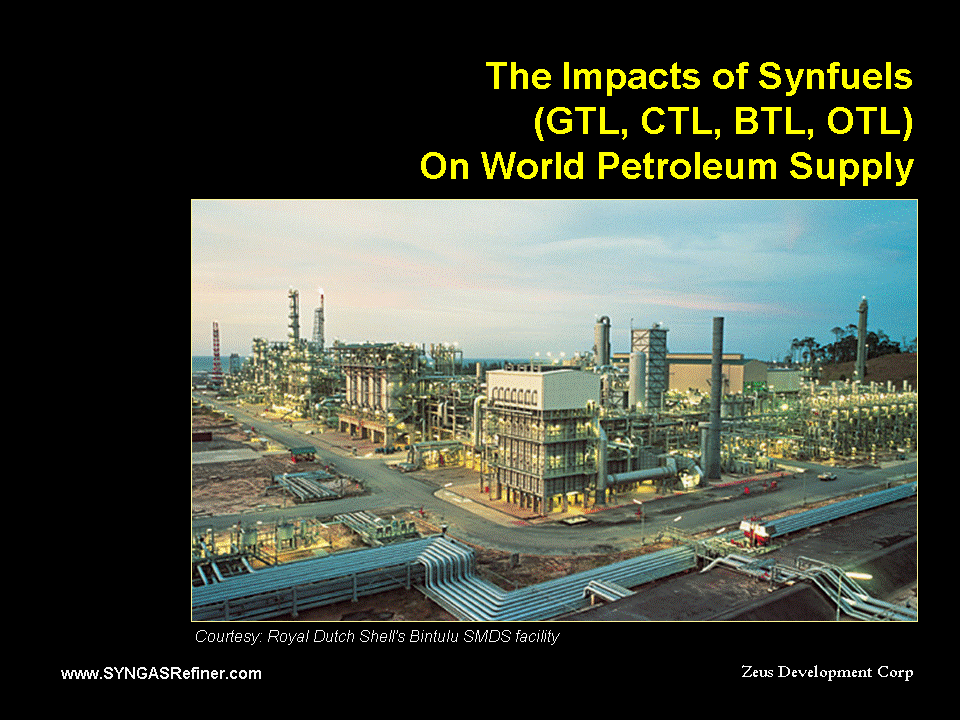 The Impacts of Synfuels
(GTL, CTL, BTL, OTL)
On World Petroleum Supply
Courtesy: Royal Dutch Shell's Bintulu SMDS facility
www.SYNGASRefiner.com
Zeus Development Corp